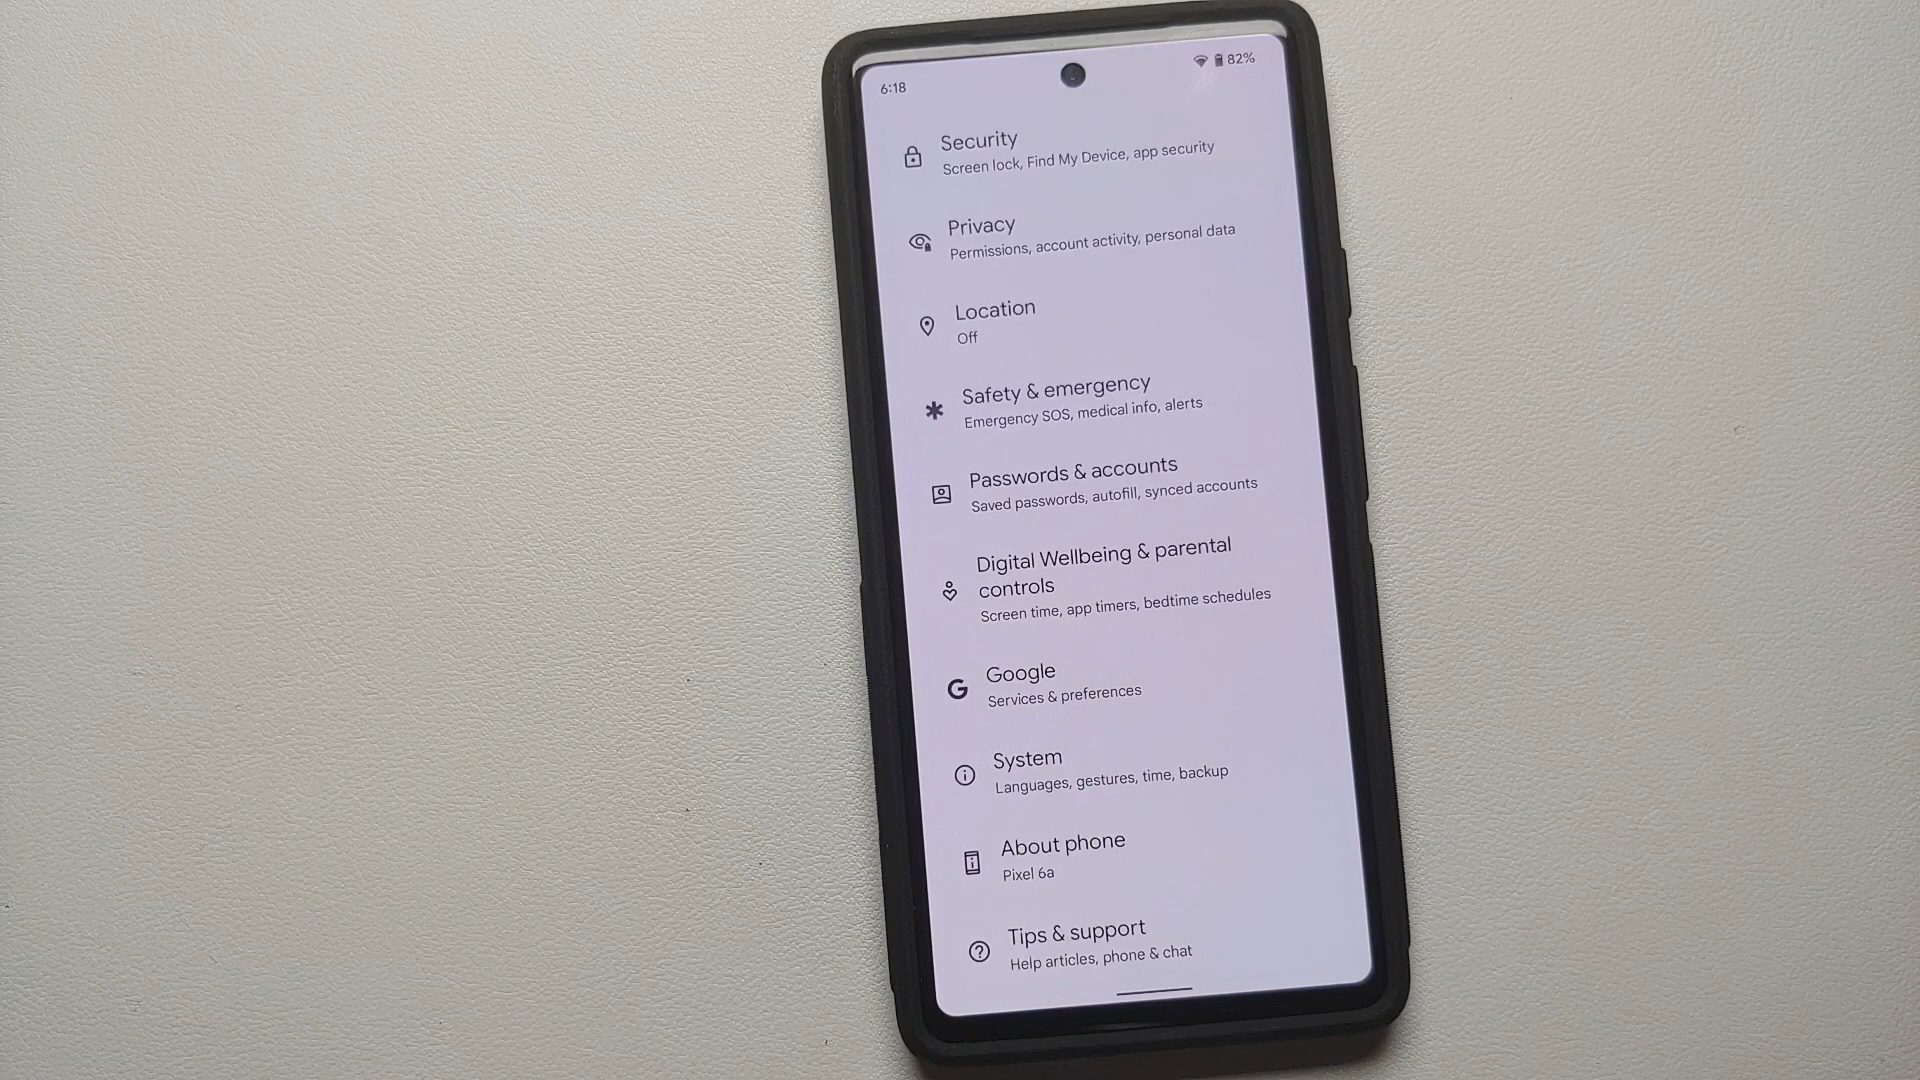 6:18
82%
Security
Screen lock, Find My Device, app security
Privacy
Permissions, account activity, personal data
Location
Off
Safety & emergency
Emergency SOS, medical info, alerts
Passwords & accounts
Saved passwords, autofill, synced accounts
Digital Wellbeing & parental
controls
Screen time, app timers, bedtime schedules
Google
Services & preferences
System
Languages, gestures, time, backup
About phone
Pixel 6a
Tips & support
Help articles, phone & chat